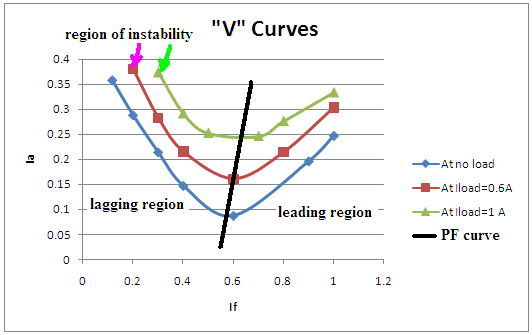 "V" Curves
region of instability
0.4
0.35
0.3
0.25
0.2
0.15
0.1
0.05
0
Ia
lagging region
leading region
0
0.2
0.4
0.6
0.8
1
1.2
If
At no load
At Iload=0.6A
At Iload=1 A
PF curve